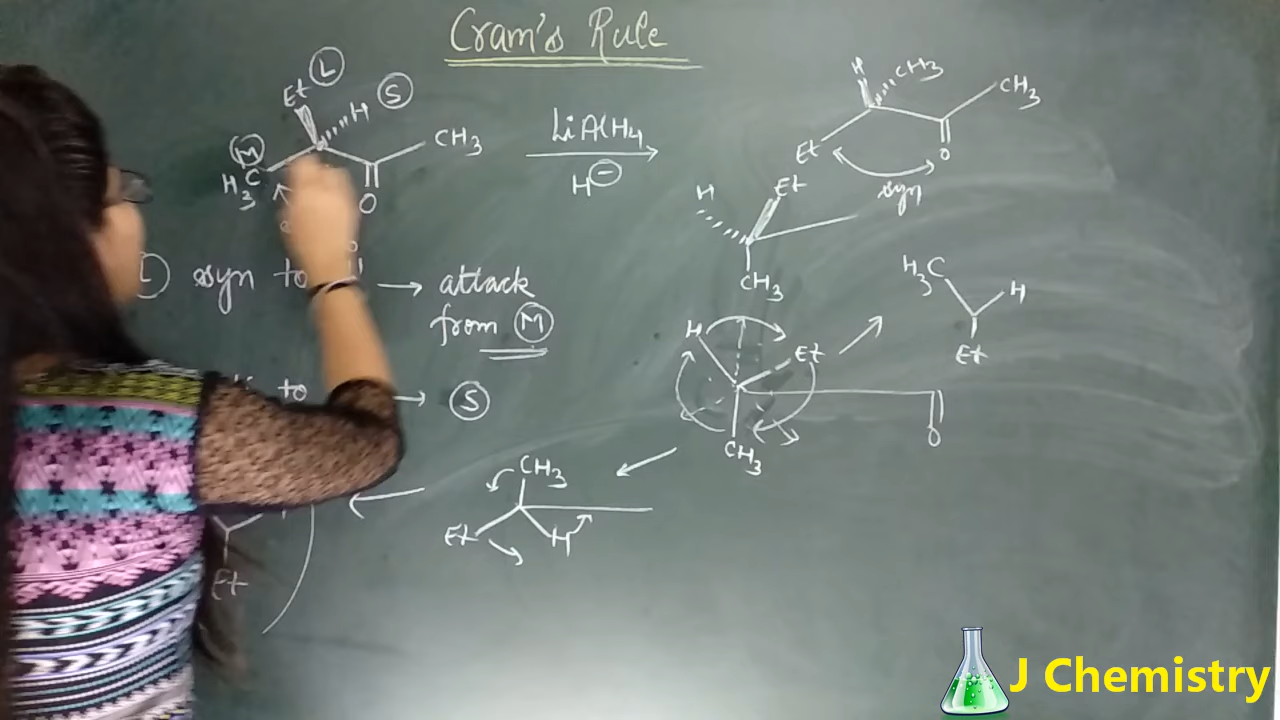 Cram's Rule
Et (L)
H (S)
(M)
H3C
CH3
O
LiAlH4
H⊖
H
CH3
Et
O
CH3
syn
H
Et
CH3
(L) syn to → attack
from (M)
to → (S)
H
Et
CH3
O
H3C
H
Et
CH3
Et
H
Et
J Chemistry